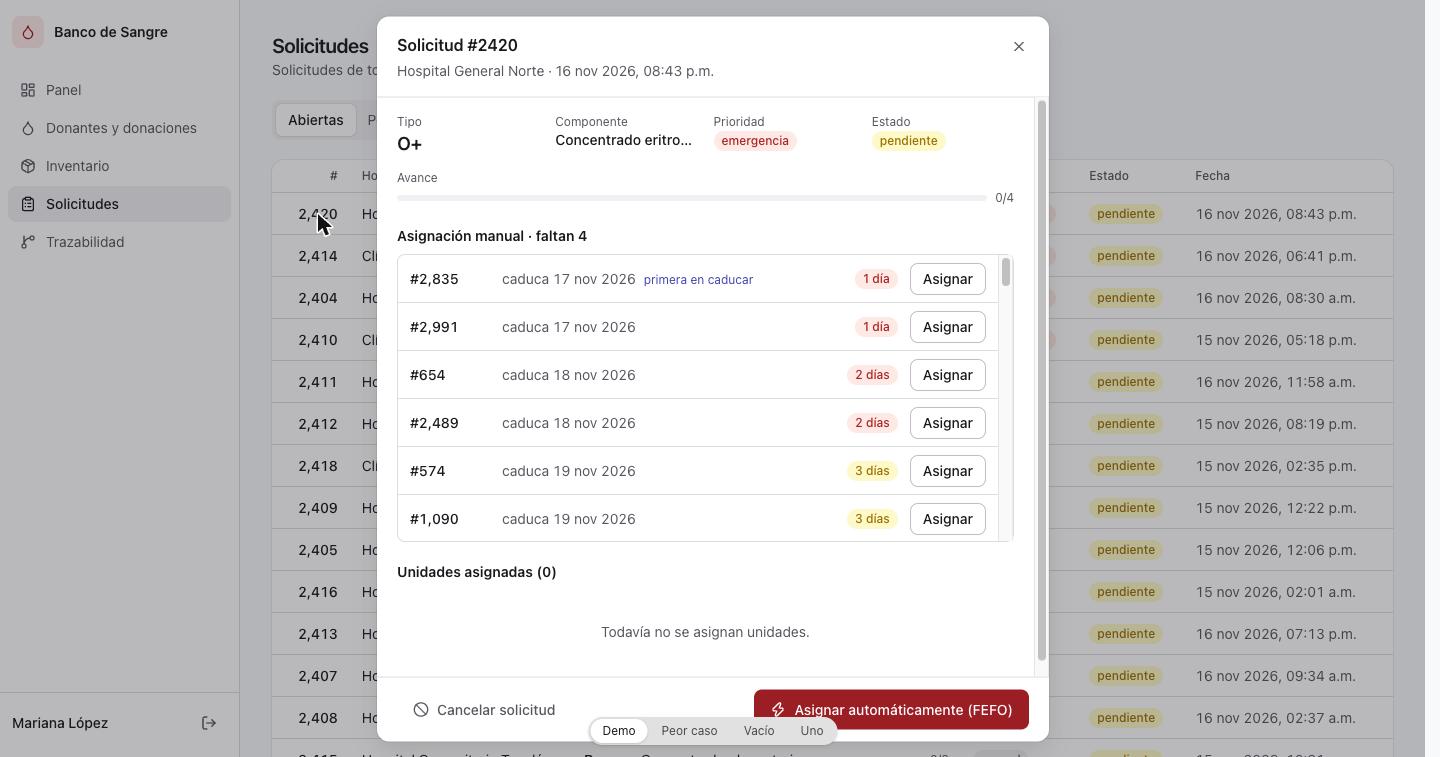 Banco de Sangre
Panel
Donantes y donaciones
Inventario
Solicitudes
Trazabilidad
Mariana López
Solicitudes
Solicitudes de
Abiertas
#
2,420
2,414
2,404
2,410
2,411
2,412
2,418
2,409
2,405
2,416
2,413
2,407
2,408
Solicitud #2420
Hospital General Norte · 16 nov 2026, 08:43 p.m.
Tipo
O+
Componente
Concentrado eritro...
Prioridad
emergencia
Estado
pendiente
Avance
0/4
Asignación manual · faltan 4
#2,835 caduca 17 nov 2026 primera en caducar 1 día Asignar
#2,991 caduca 17 nov 2026 1 día Asignar
#654 caduca 18 nov 2026 2 días Asignar
#2,489 caduca 18 nov 2026 2 días Asignar
#574 caduca 19 nov 2026 3 días Asignar
#1,090 caduca 19 nov 2026 3 días Asignar
Unidades asignadas (0)
Todavía no se asignan unidades.
Cancelar solicitud
Asignar automáticamente (FEFO)
Demo Peor caso Vacío Uno
Estado Fecha
pendiente 16 nov 2026, 08:43 p.m.
pendiente 16 nov 2026, 06:41 p.m.
pendiente 16 nov 2026, 08:30 a.m.
pendiente 15 nov 2026, 05:18 p.m.
pendiente 16 nov 2026, 11:58 a.m.
pendiente 15 nov 2026, 08:19 p.m.
pendiente 15 nov 2026, 02:35 p.m.
pendiente 15 nov 2026, 12:22 p.m.
pendiente 15 nov 2026, 12:06 p.m.
pendiente 15 nov 2026, 02:01 a.m.
pendiente 16 nov 2026, 07:13 p.m.
pendiente 16 nov 2026, 09:34 a.m.
pendiente 16 nov 2026, 02:37 a.m.